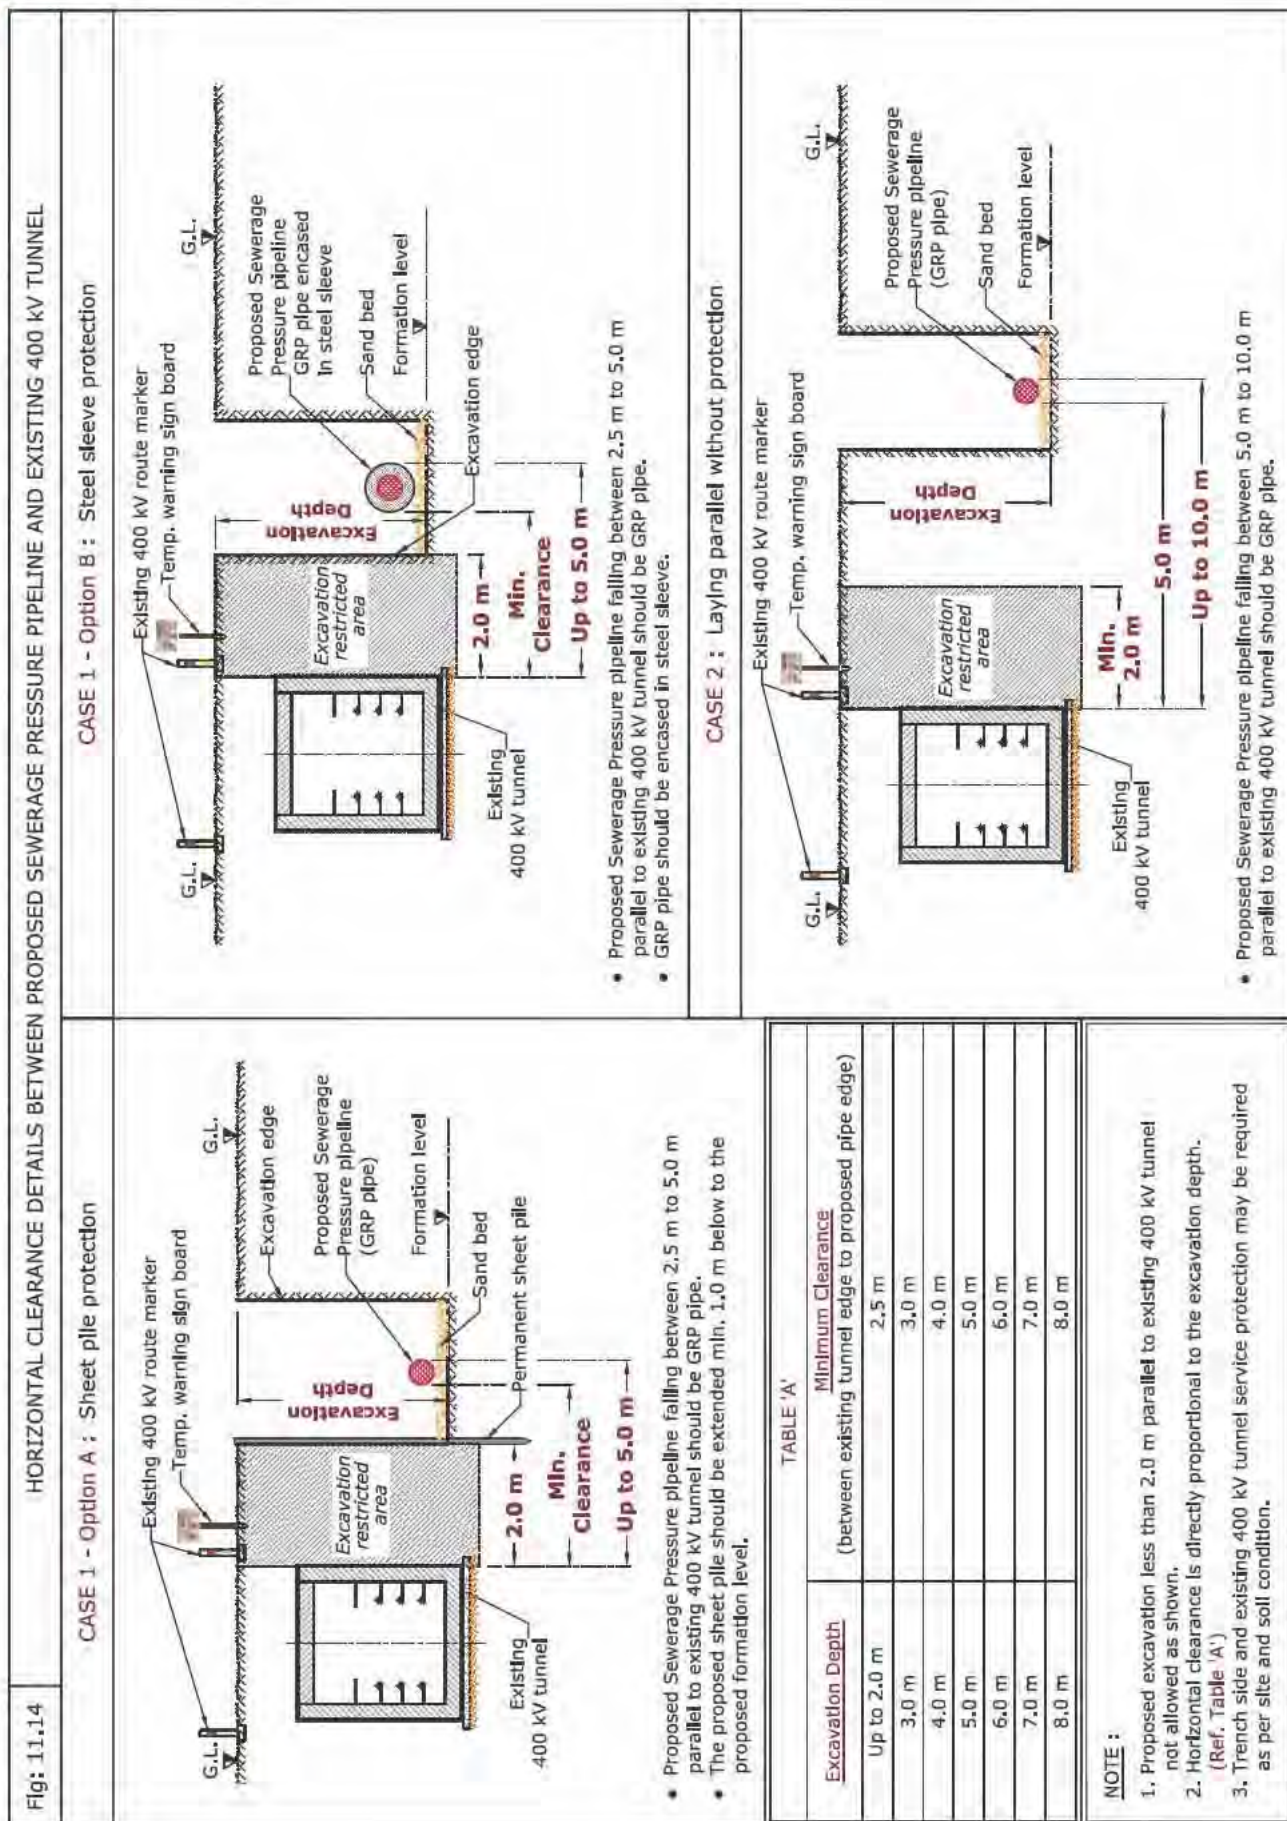 Fig: 11.14
HORIZONTAL CLEARANCE DETAILS BETWEEN PROPOSED SEWERAGE PRESSURE PIPELINE AND EXISTING 400 kV TUNNEL
CASE 1 - Option A : Sheet pile protection
Existing 400 kV route marker
Temp. warning sign board
G.L.
G.L.
Excavation edge
Proposed Sewerage
Pressure pipeline
(GRP pipe)
Formation level
Sand bed
Permanent sheet pile
Excavation
Depth
Excavation
restricted
area
2.0 m
Min.
Clearance
Up to 5.0 m
Existing
400 kV tunnel
• Proposed Sewerage Pressure pipeline falling between 2.5 m to 5.0 m
parallel to existing 400 kV tunnel should be GRP pipe.
• The proposed sheet pile should be extended min. 1.0 m below to the
proposed formation level.
CASE 1 - Option B : Steel sleeve protection
Existing 400 kV route marker
Temp. warning sign board
G.L.
G.L.
Proposed Sewerage
Pressure pipeline
GRP pipe encased
In steel sleeve
Sand bed
Formation level
Excavation edge
Excavation
Depth
Excavation
restricted
area
2.0 m
Min.
Clearance
Up to 5.0 m
Existing
400 kV tunnel
• Proposed Sewerage Pressure pipeline falling between 2.5 m to 5.0 m
parallel to existing 400 kV tunnel should be GRP pipe.
• GRP pipe should be encased in steel sleeve.
TABLE 'A'
Excavation Depth Minimum Clearance
(between existing tunnel edge to proposed pipe edge)
Up to 2.0 m 2.5 m
3.0 m 3.0 m
4.0 m 4.0 m
5.0 m 5.0 m
6.0 m 6.0 m
7.0 m 7.0 m
8.0 m 8.0 m
NOTE :
1. Proposed excavation less than 2.0 m parallel to existing 400 kV tunnel
not allowed as shown.
2. Horizontal clearance is directly proportional to the excavation depth.
(Ref. Table 'A')
3. Trench side and existing 400 kV tunnel service protection may be required
as per site and soil condition.
CASE 2 : Laying parallel without protection
Existing 400 kV route marker
Temp. warning sign board
G.L.
G.L.
Proposed Sewerage
Pressure pipeline
(GRP pipe)
Sand bed
Formation level
Excavation
Depth
Excavation
restricted
area
Min.
2.0 m
5.0 m
Up to 10.0 m
Existing
400 kV tunnel
• Proposed Sewerage Pressure pipeline falling between 5.0 m to 10.0 m
parallel to existing 400 kV tunnel should be GRP pipe.